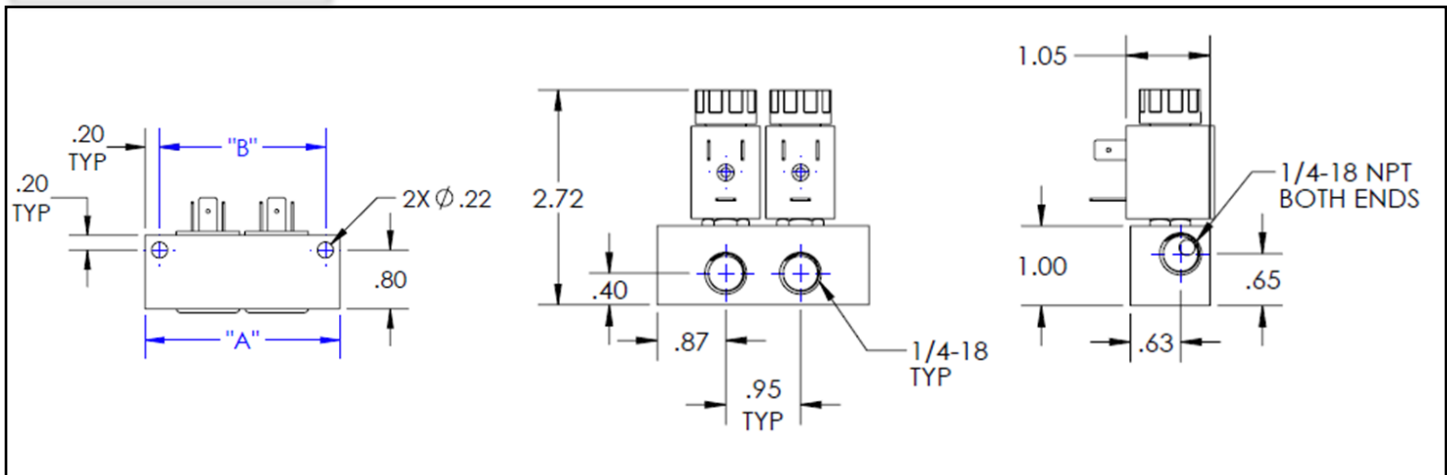 .20
TYP
"B"
.20
TYP
2X Ø .22
.80
"A"
2.72
.40
.87
.95
TYP
1/4-18
TYP
1.05
1/4-18 NPT
BOTH ENDS
1.00
.65
.63